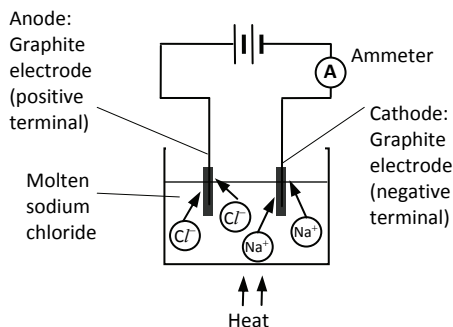 Anode:
Graphite
electrode
(positive
terminal)
A
Ammeter
Cathode:
Graphite
electrode
(negative
terminal)
Molten
sodium
chloride
Cl⁻
Cl⁻
Na⁺
Na⁺
Heat